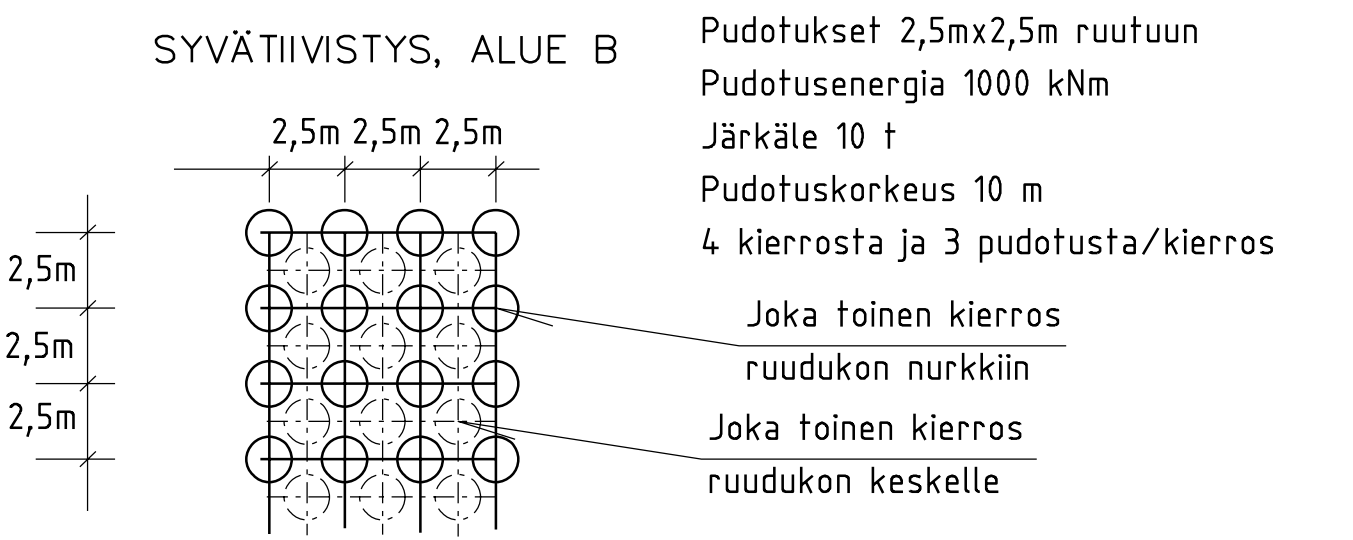 SYVÄTIIVISTYS, ALUE B
2,5m 2,5m 2,5m
2,5m
2,5m
2,5m
Pudotukset 2,5mx2,5m ruutuun
Pudotusenergia 1000 kNm
Järkäle 10 t
Pudotuskorkeus 10 m
4 kierrosta ja 3 pudotusta/kierros
Joka toinen kierros
ruudukon nurkkiin
Joka toinen kierros
ruudukon keskelle